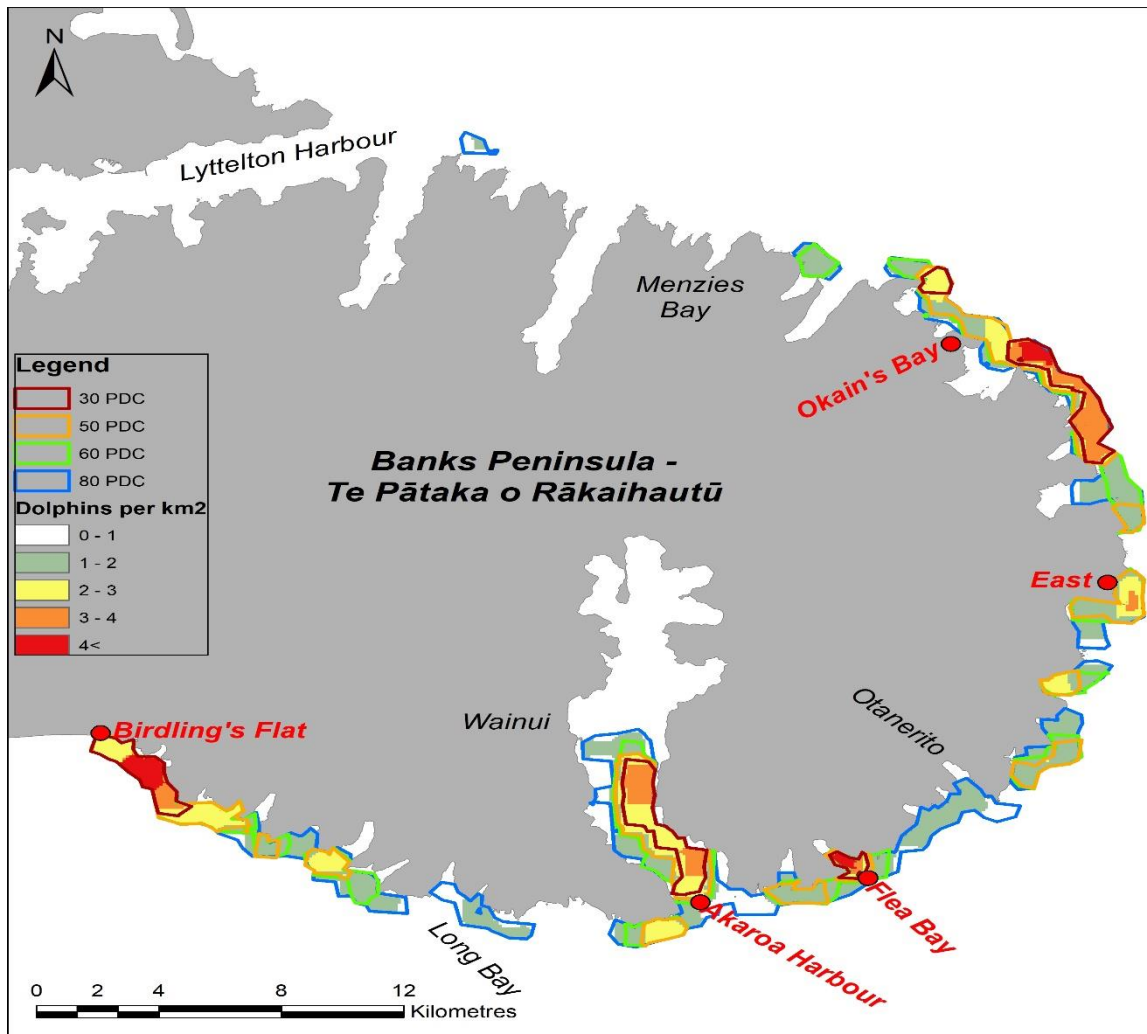 N
Lyttelton Harbour
Menzies
Bay
Okain's Bay
Legend
30 PDC
50 PDC
60 PDC
80 PDC
Dolphins per km2
0 - 1
1 - 2
2 - 3
3 - 4
4<
Banks Peninsula -
Te Pātaka o Rākaihautū
East
Otanerito
Wainui
Birdling's Flat
Flea Bay
Akaroa Harbour
Long Bay
0 2 4 8 12
Kilometres